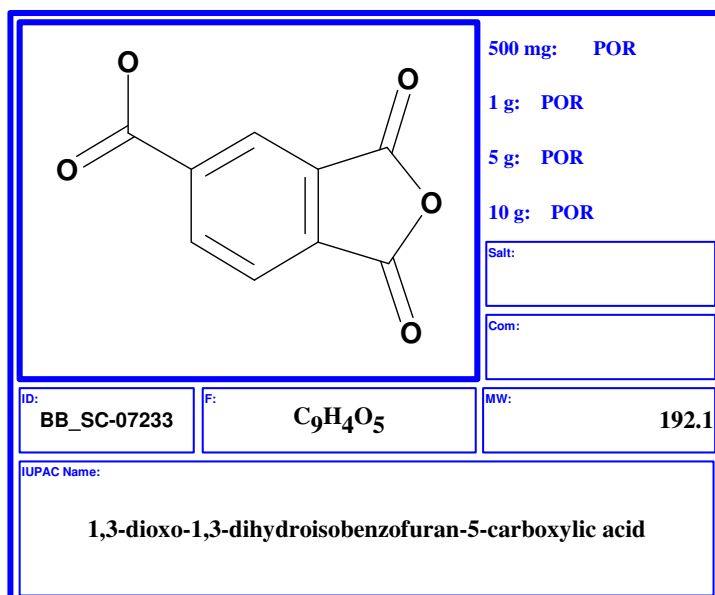 O
O
O
O
O
500 mg: POR
1 g: POR
5 g: POR
10 g: POR
Salt:
Com:
ID:
BB_SC-07233
F:
C9H4O5
MW:
192.1
IUPAC Name:
1,3-dioxo-1,3-dihydroisobenzofuran-5-carboxylic acid